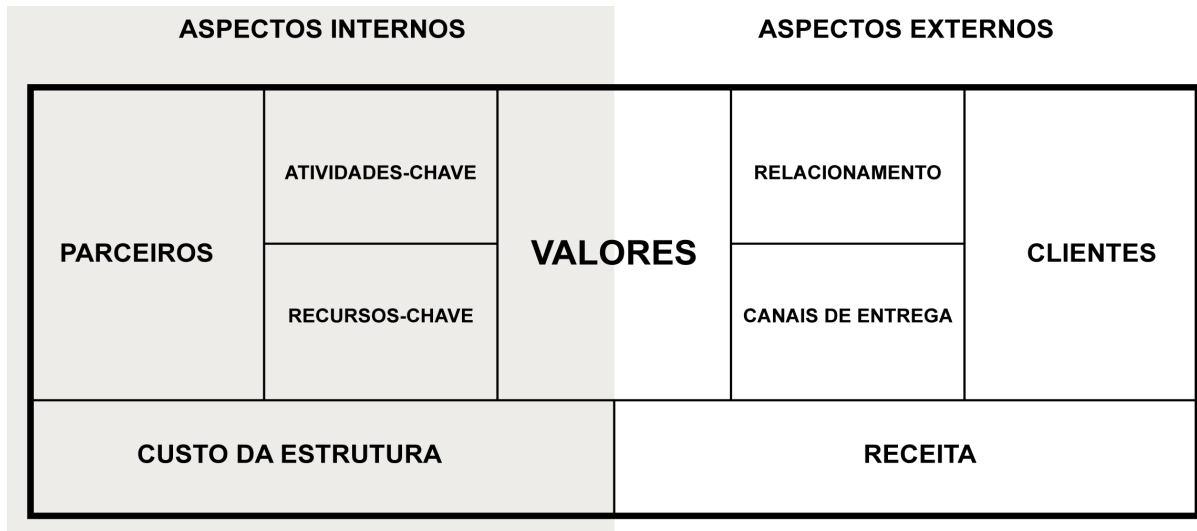 ASPECTOS INTERNOS
ASPECTOS EXTERNOS
PARCEIROS
ATIVIDADES-CHAVE
RECURSOS-CHAVE
VALORES
RELACIONAMENTO
CANAIS DE ENTREGA
CLIENTES
CUSTO DA ESTRUTURA
RECEITA